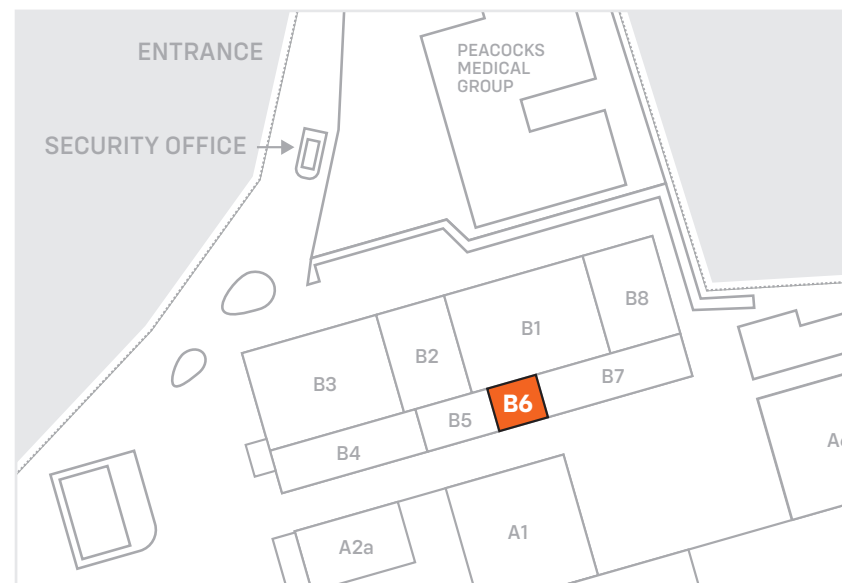 ENTRANCE
PEACOCKS
MEDICAL
GROUP
SECURITY OFFICE
B8
B1
B2
B3
B7
B6
B5
B4
A1
A2a